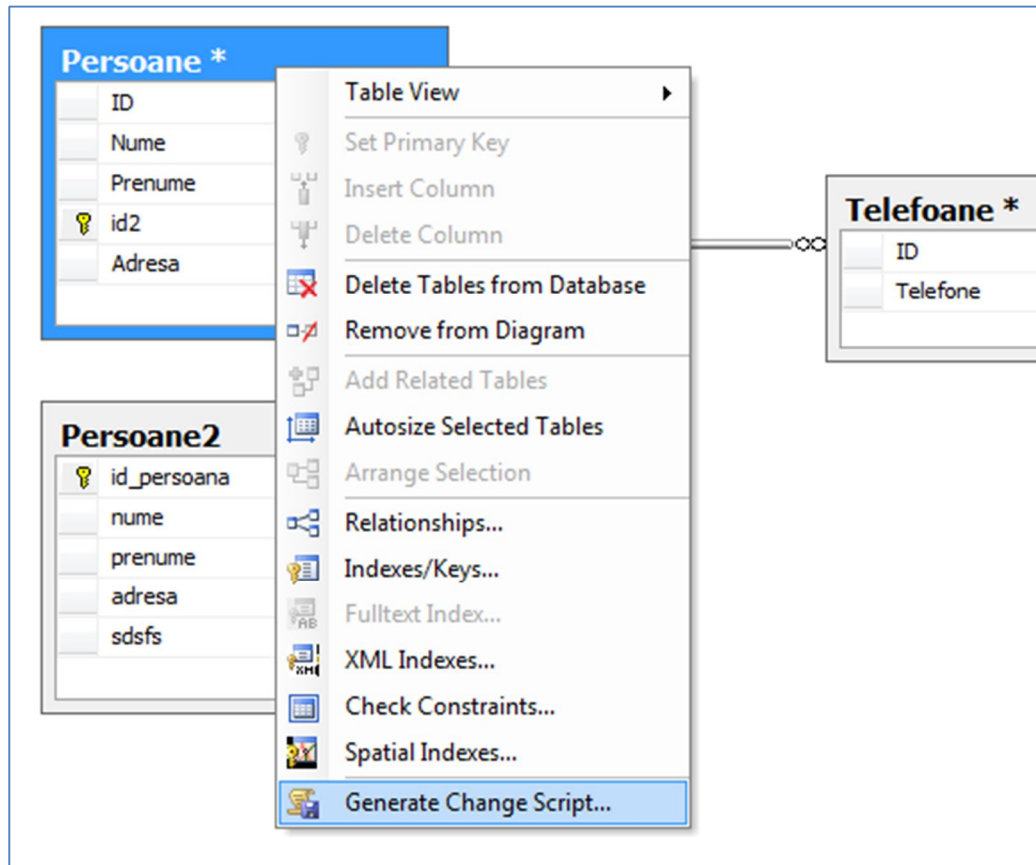 Persoane *
ID
Nume
Prenume
id2
Adresa
Table View
Set Primary Key
Insert Column
Delete Column
Delete Tables from Database
Remove from Diagram
Add Related Tables
Autosize Selected Tables
Arrange Selection
Relationships...
Indexes/Keys...
Fulltext Index...
XML Indexes...
Check Constraints...
Spatial Indexes...
Generate Change Script...
Telefoane *
ID
Telefone
Persoane2
id_persoana
nume
prenume
adresa
sdsfs